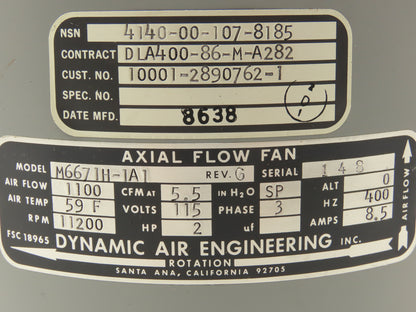 NSN 4140-00-107-8185
CONTRACT DLA400-86-M-A282
CUST. NO. 10001-2890762-1
SPEC. NO.
DATE MFD. 8638
AXIAL FLOW FAN
MODEL M6671H-1A1 REV. G SERIAL 148
AIR FLOW 1100 CFM AT 5.5 IN H2O SP ALT 0
AIR TEMP 59 F VOLTS 115 PHASE 3 HZ 400
RPM 11200 HP 2 uf AMPS 8.5
FSC 18965 DYNAMIC AIR ENGINEERING INC.
ROTATION
SANTA ANA, CALIFORNIA 92705
AIRFLOW